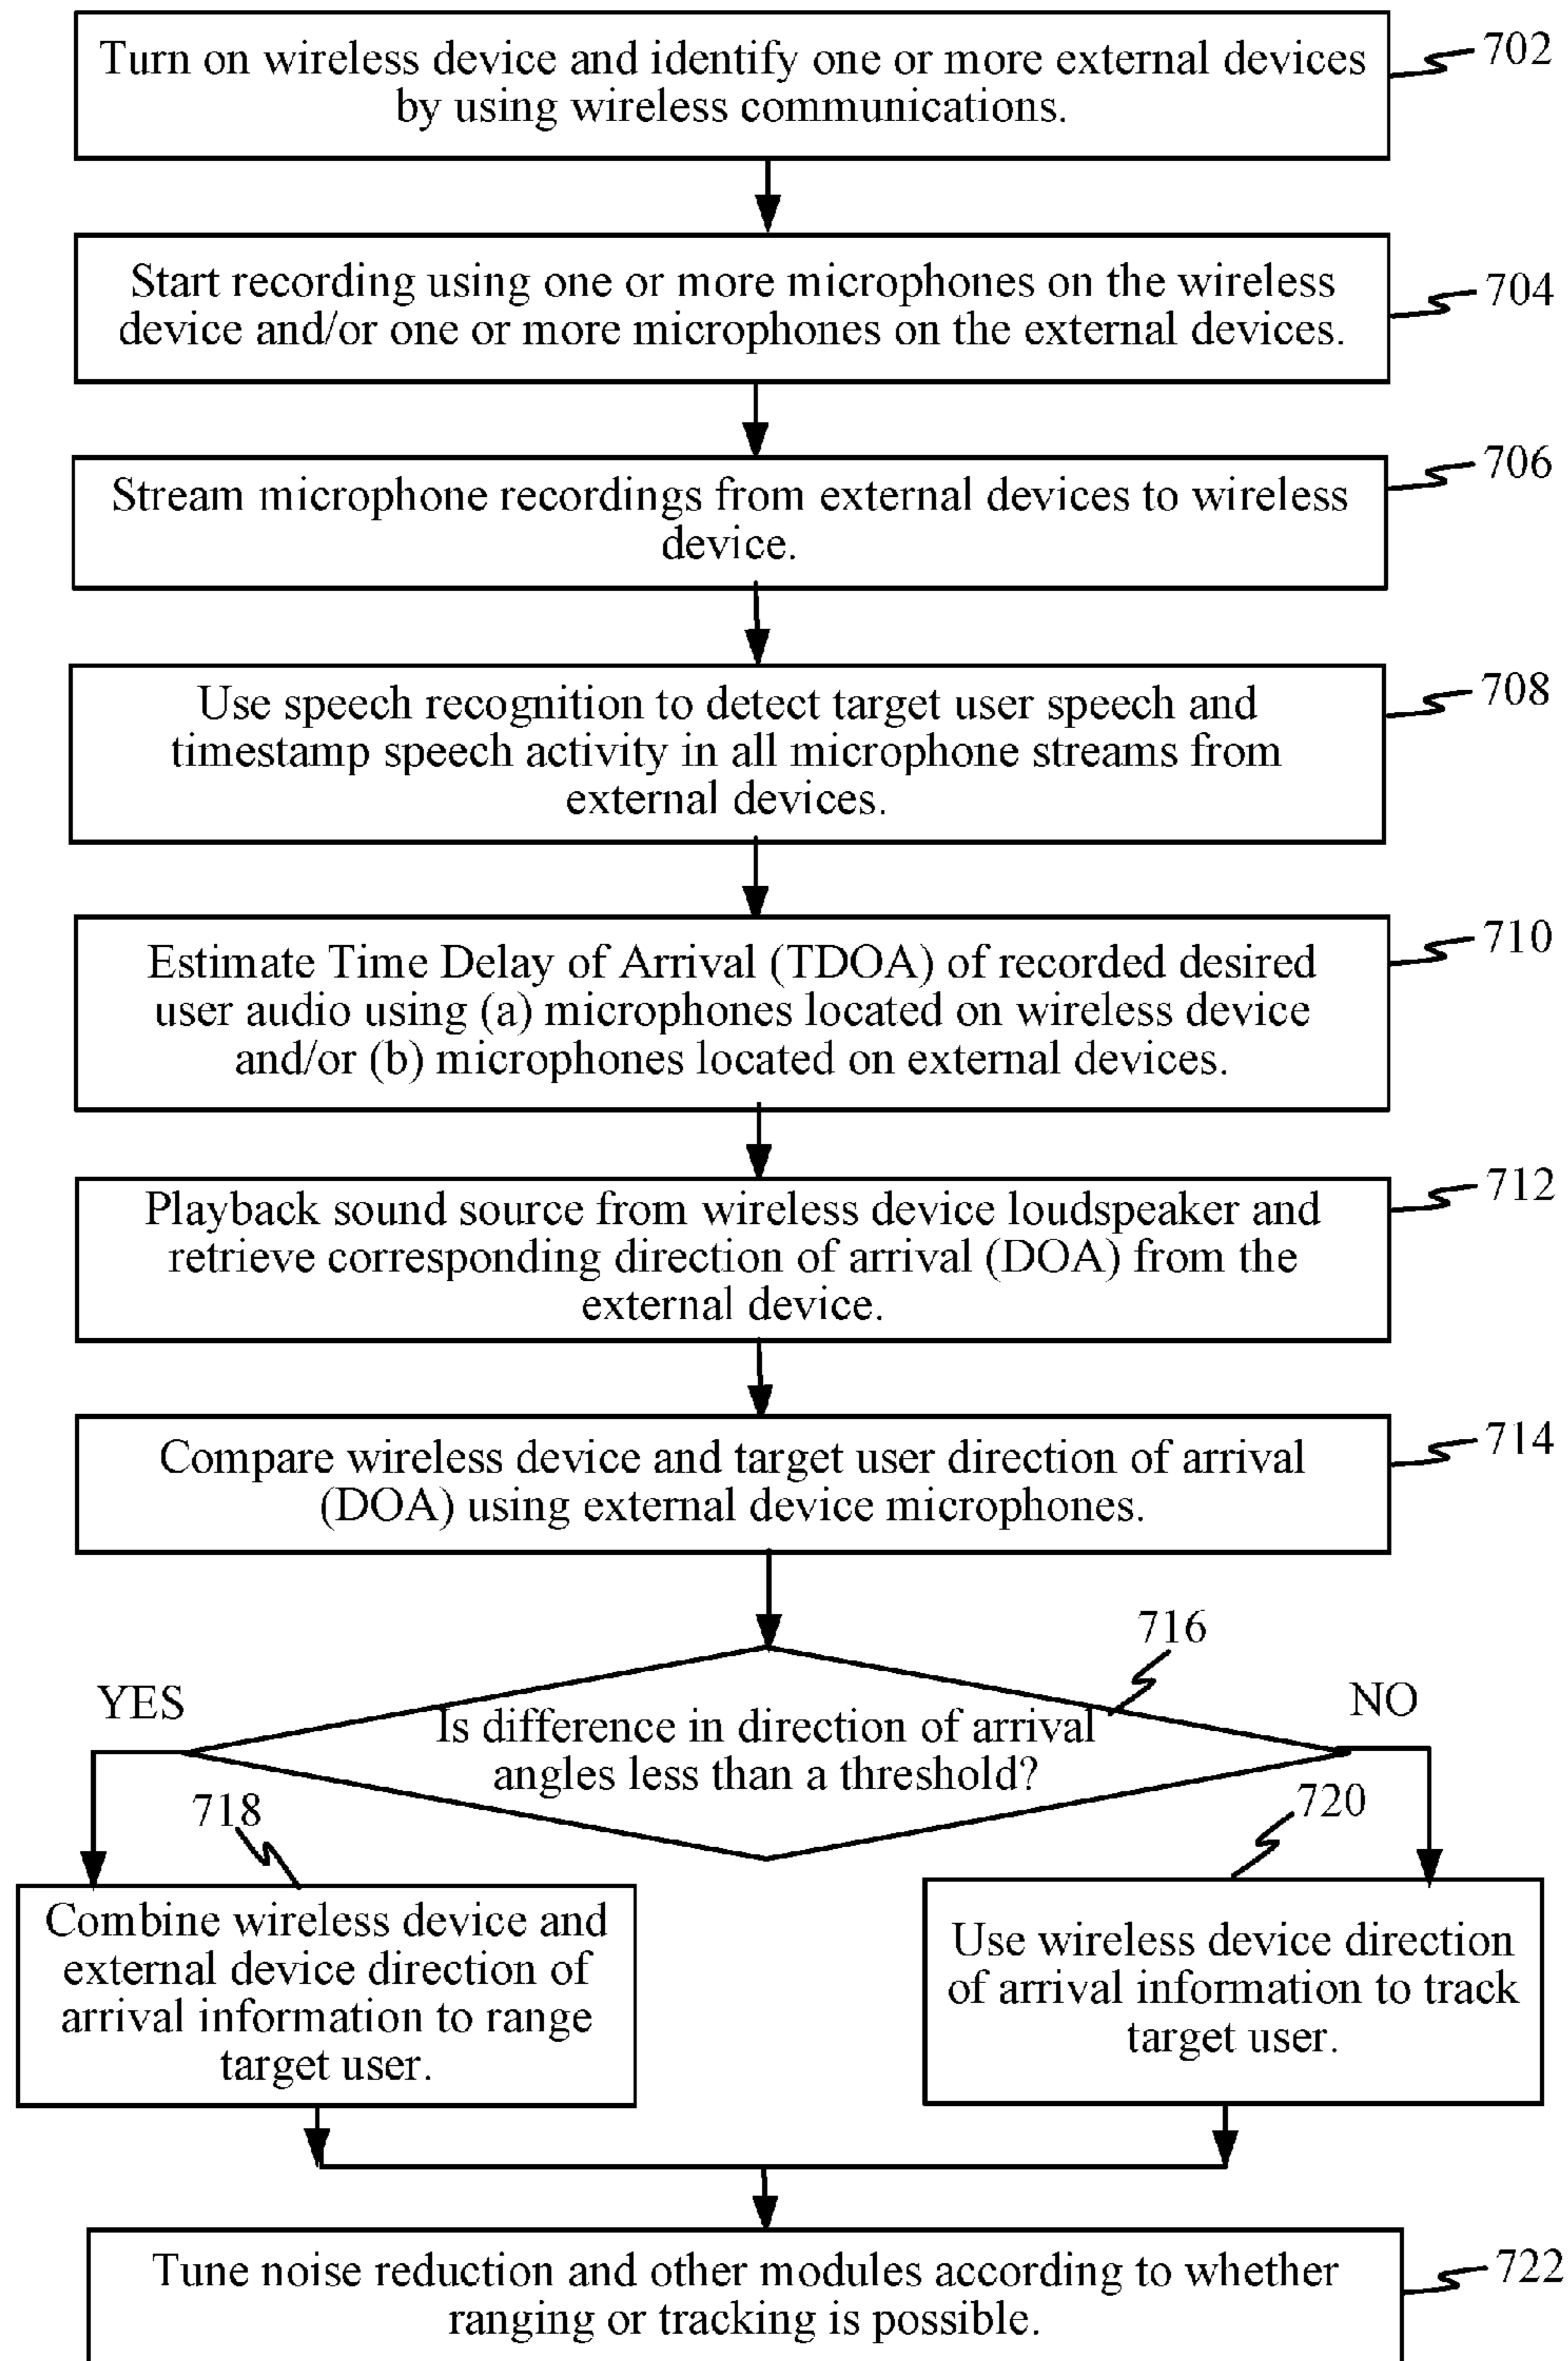 Turn on wireless device and identify one or more external devices
by using wireless communications.
702
Start recording using one or more microphones on the wireless
device and/or one or more microphones on the external devices.
704
Stream microphone recordings from external devices to wireless
device.
706
Use speech recognition to detect target user speech and
timestamp speech activity in all microphone streams from
external devices.
708
Estimate Time Delay of Arrival (TDOA) of recorded desired
user audio using (a) microphones located on wireless device
and/or (b) microphones located on external devices.
710
Playback sound source from wireless device loudspeaker and
retrieve corresponding direction of arrival (DOA) from the
external device.
712
Compare wireless device and target user direction of arrival
(DOA) using external device microphones.
714
716
YES
NO
Is difference in direction of arrival
angles less than a threshold?
718
720
Combine wireless device and
external device direction of
arrival information to range
target user.
Use wireless device direction
of arrival information to track
target user.
Tune noise reduction and other modules according to whether
ranging or tracking is possible.
722